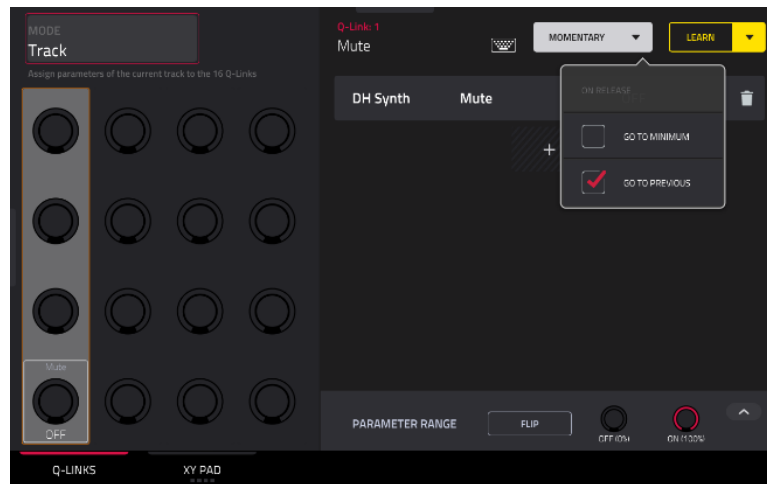 MODE
Track
Assign parameters of the current track to the 16 Q-Links
Mute
OFF
Q-LINKS
XY PAD
Q-Link: 1
Mute
MOMENTARY
LEARN
DH Synth Mute
ON RELEASE
GO TO MINIMUM
GO TO PREVIOUS
+
PARAMETER RANGE
FLIP
OFF (0%)
ON (100%)